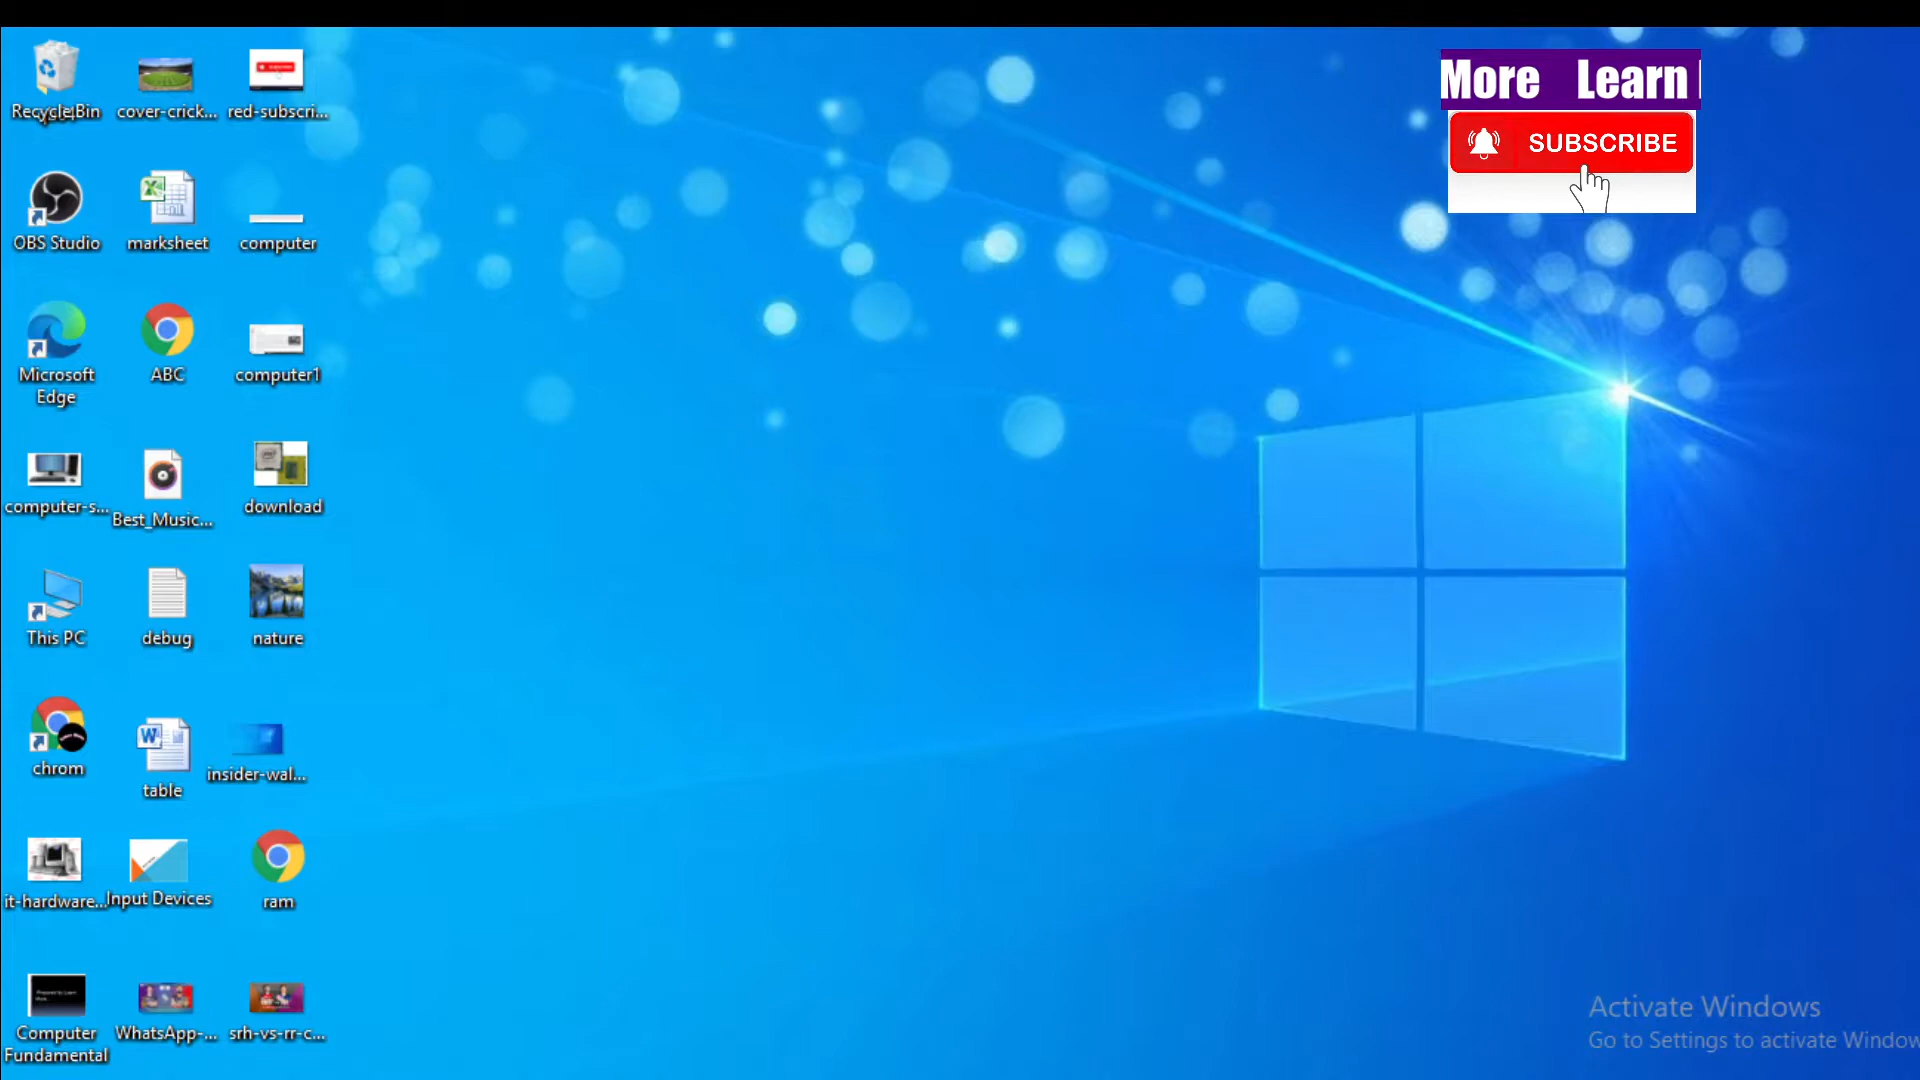 More Learn
SUBSCRIBE
Recycle Bin
cover-crick...
red-subscri...
OBS Studio
marksheet
computer
Microsoft
Edge
ABC
computer1
computer-s...
Best_Music...
download
This PC
debug
nature
chrom
table
insider-wal...
it-hardware...
Input Devices
ram
Computer
Fundamental
WhatsApp-...
srh-vs-rr-c...
Activate Windows
Go to Settings to activate Window